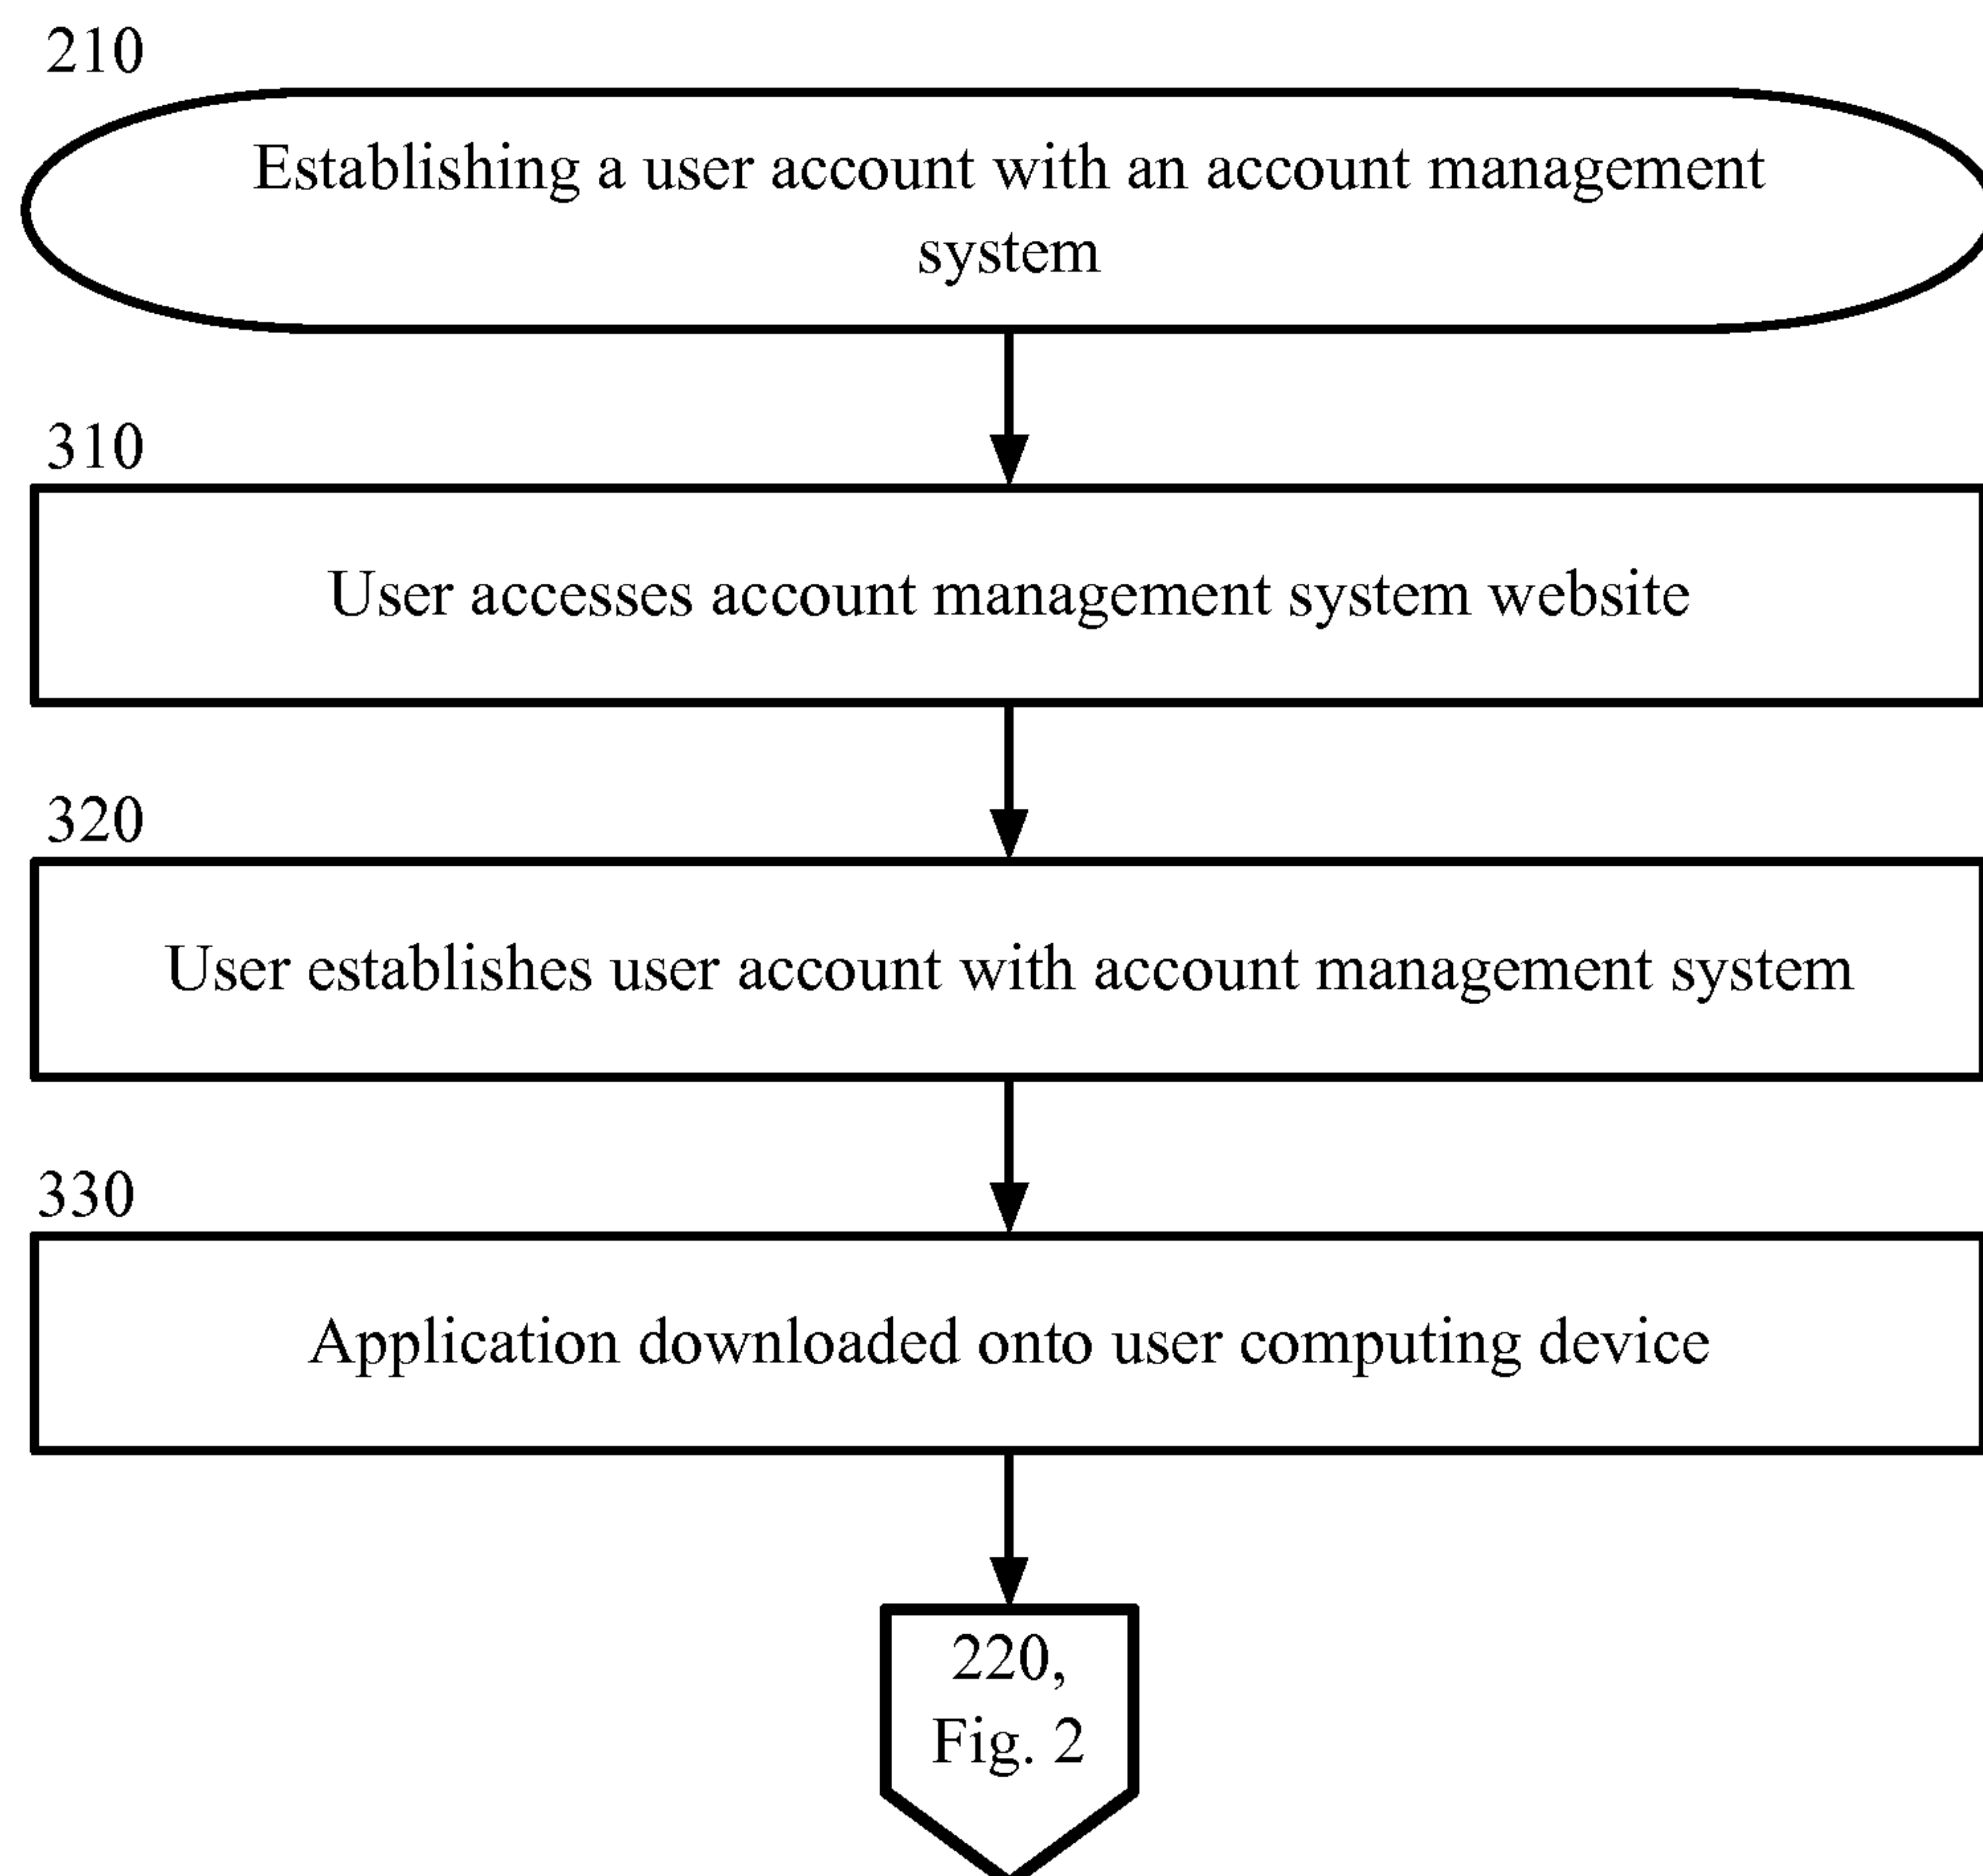 210
Establishing a user account with an account management
system
310
User accesses account management system website
320
User establishes user account with account management system
330
Application downloaded onto user computing device
220,
Fig. 2